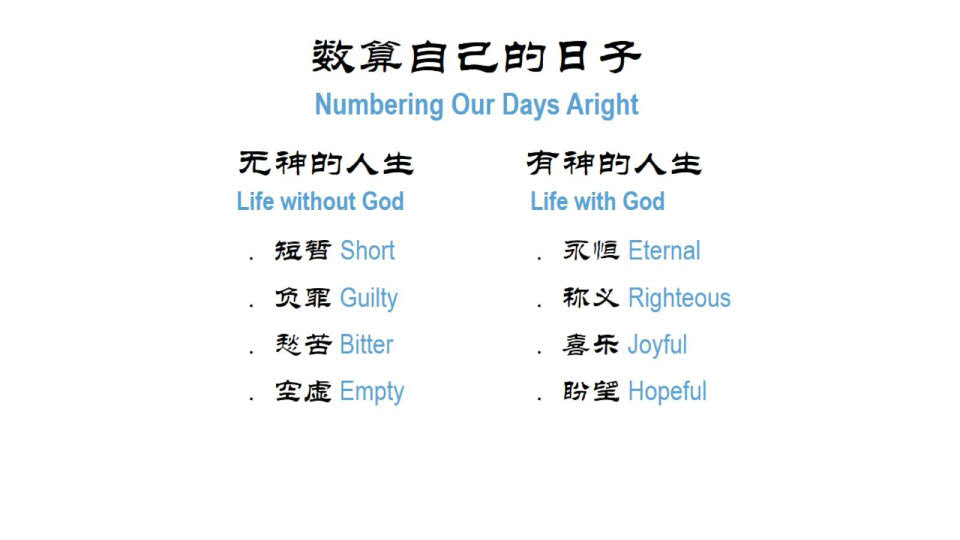 数算自己的日子
Numbering Our Days Aright
无神的人生
Life without God
. 短暂 Short
. 负罪 Guilty
. 愁苦 Bitter
. 空虚 Empty
有神的人生
Life with God
. 永恒 Eternal
. 称义 Righteous
. 喜乐 Joyful
. 盼望 Hopeful